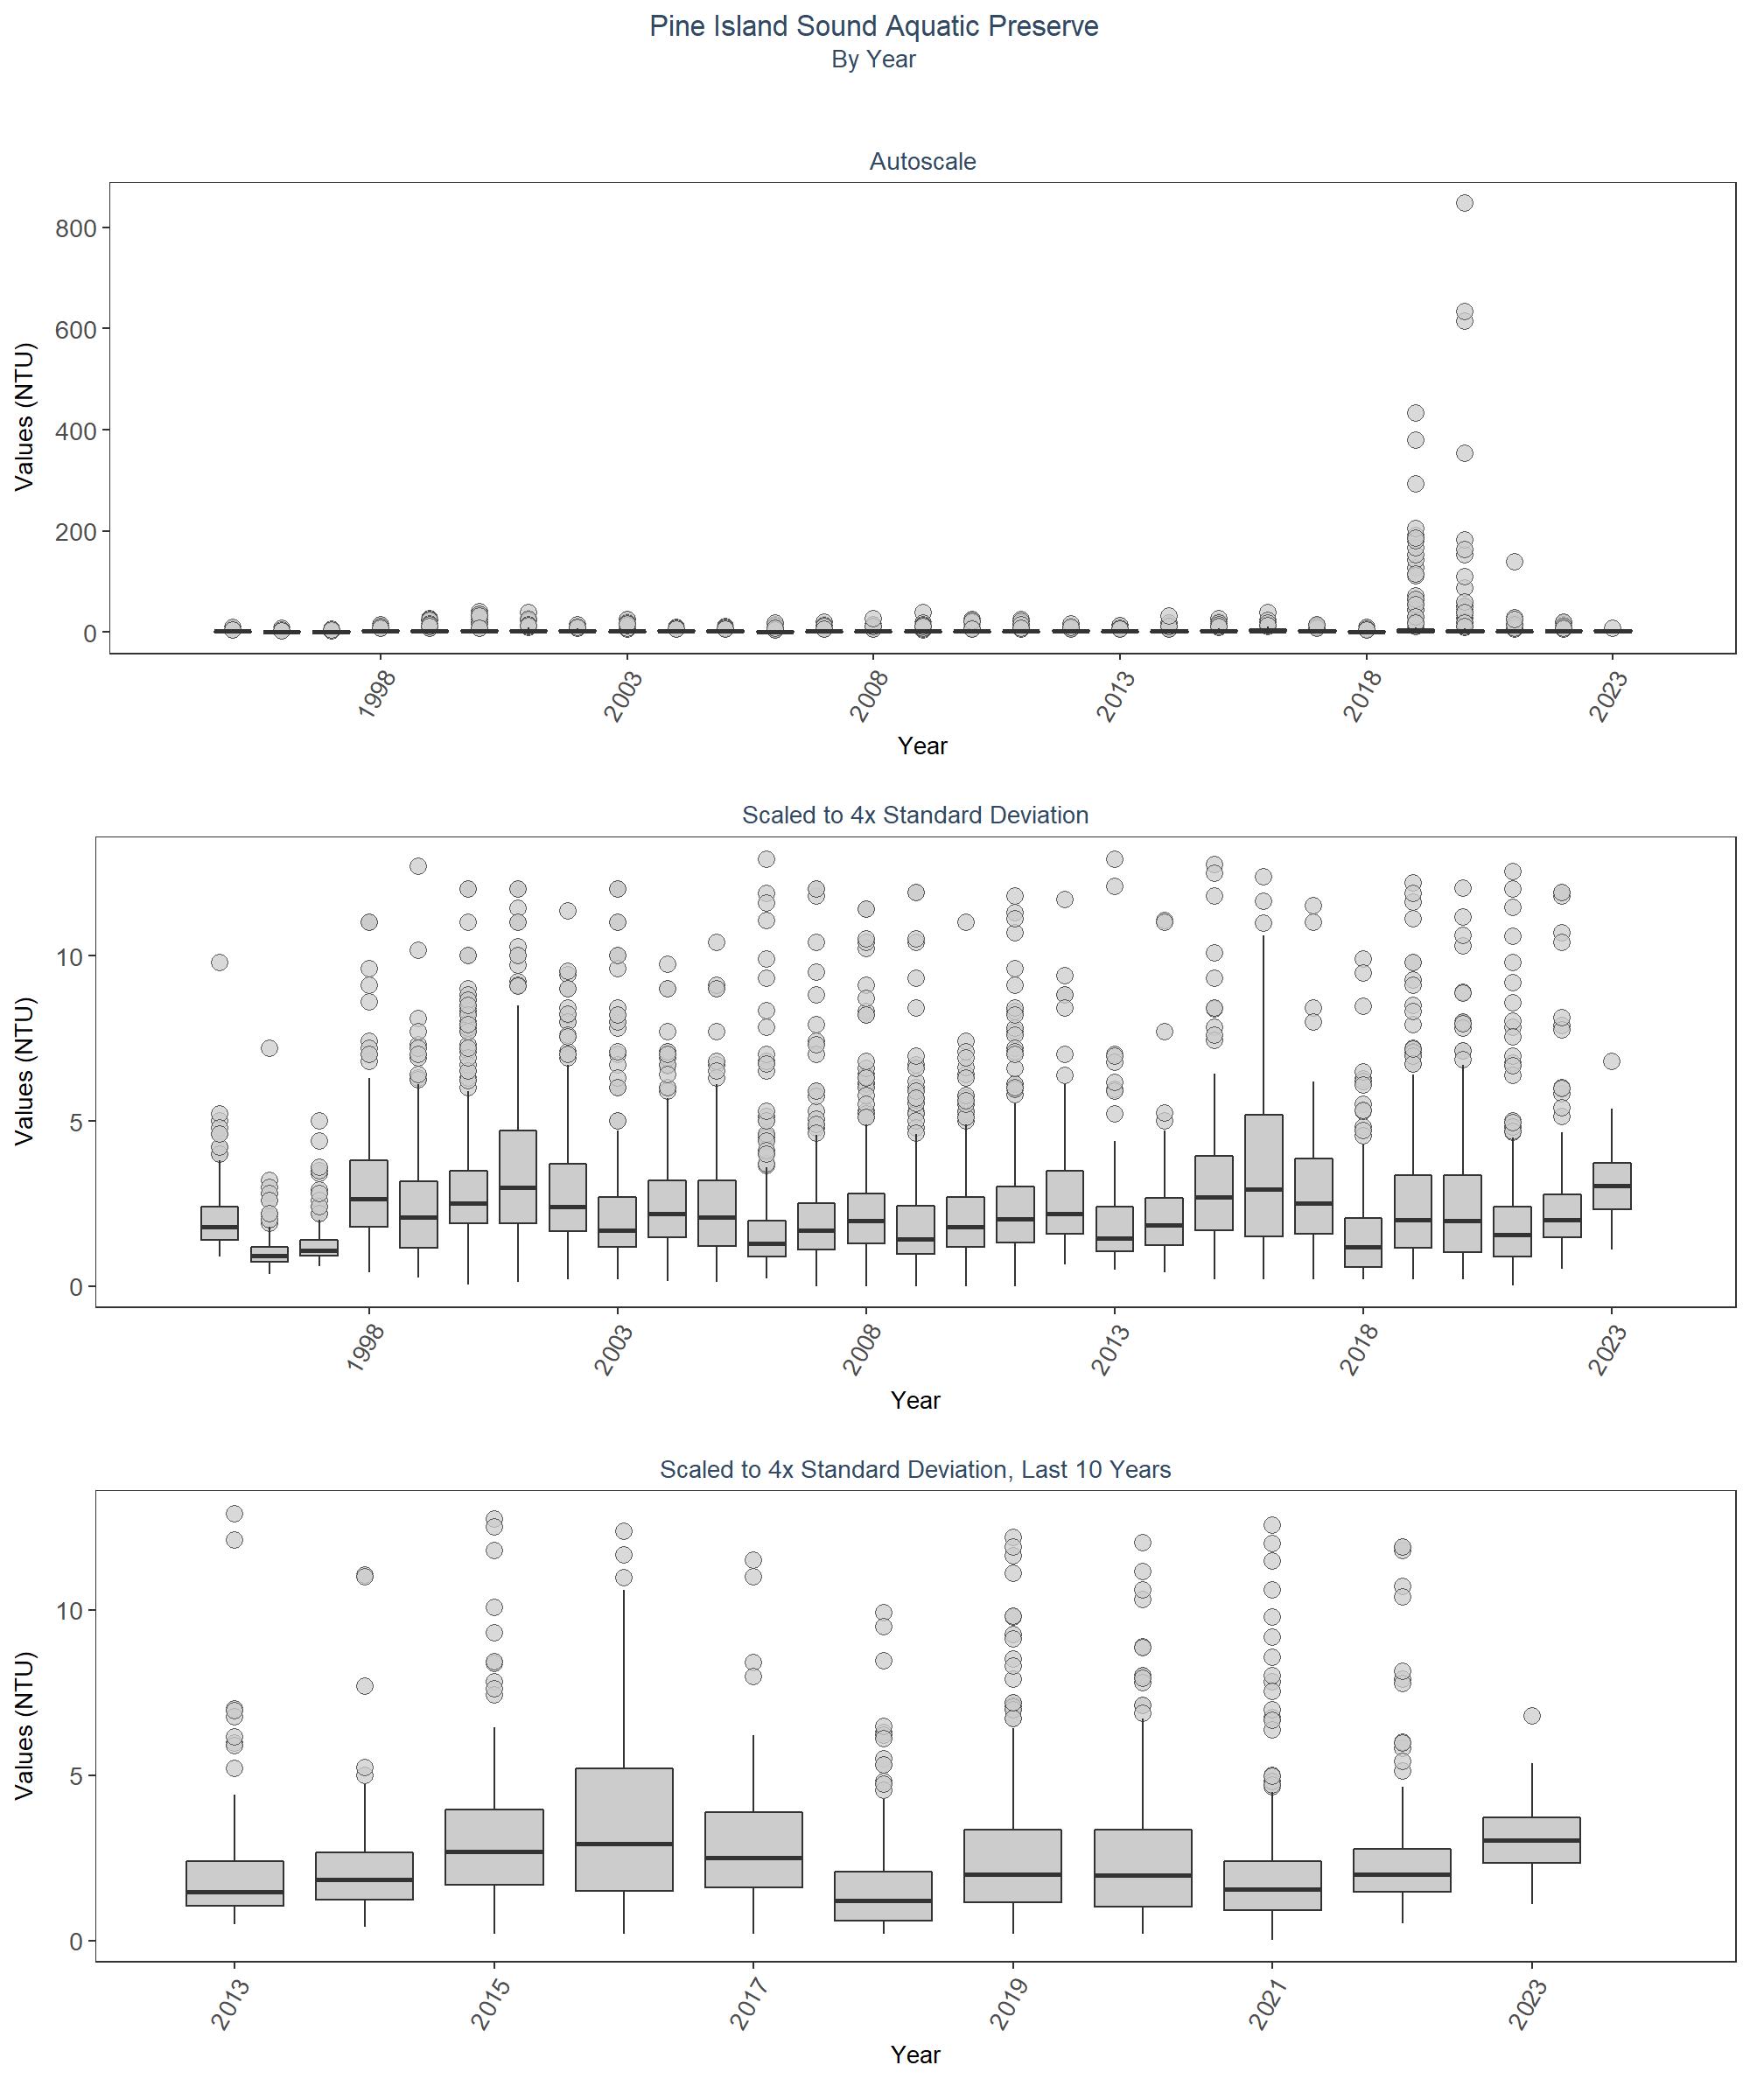 Pine Island Sound Aquatic Preserve
By Year
Autoscale
Values (NTU)
800
600
400
200
0
1998 2003 2008 2013 2018 2023
Year
Scaled to 4x Standard Deviation
Values (NTU)
10
5
0
1998 2003 2008 2013 2018 2023
Year
Scaled to 4x Standard Deviation, Last 10 Years
Values (NTU)
10
5
0
2013 2015 2017 2019 2021 2023
Year